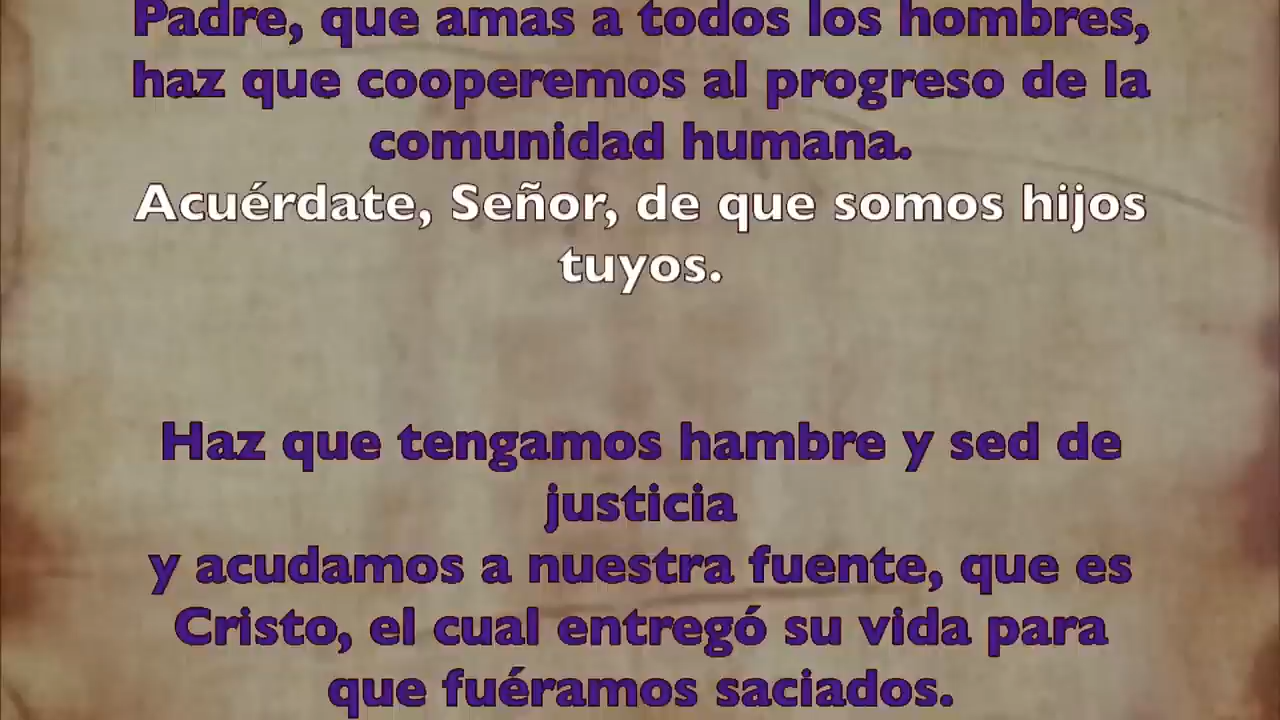 Padre, que amas a todos los hombres,
haz que cooperemos al progreso de la
comunidad humana.
Acuérdate, Señor, de que somos hijos
tuyos.
Haz que tengamos hambre y sed de
justicia
y acudamos a nuestra fuente, que es
Cristo, el cual entregó su vida para
que fuéramos saciados.